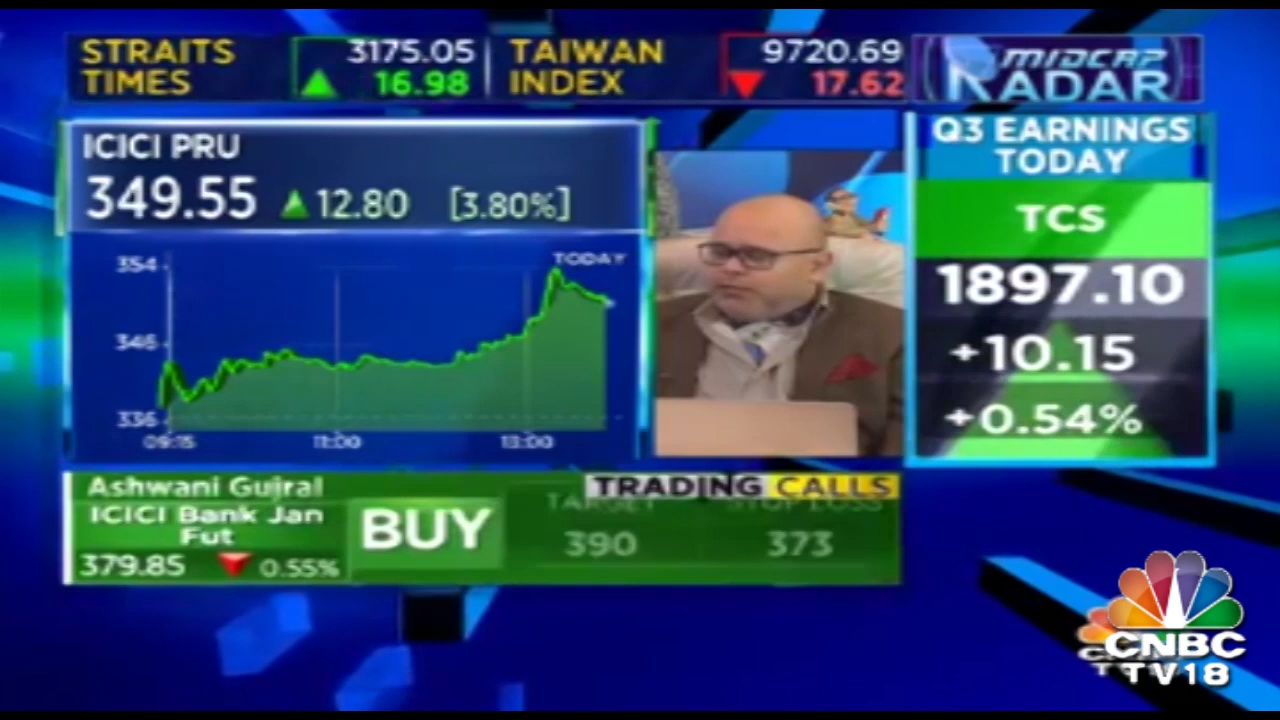 STRAITS
TIMES
3175.05
16.98
TAIWAN
INDEX
9720.69
17.62
MIDCAP
RADAR
ICICI PRU
349.55 12.80 [3.80%]
TODAY
354
346
336
09:15 11:00 13:00
Q3 EARNINGS
TODAY
TCS
1897.10
+10.15
+0.54%
Ashwani Gujral
ICICI Bank Jan
Fut
379.85 0.55%
BUY
TRADING CALLS
TARGET STOP LOSS
390 373
CNBC
TV18